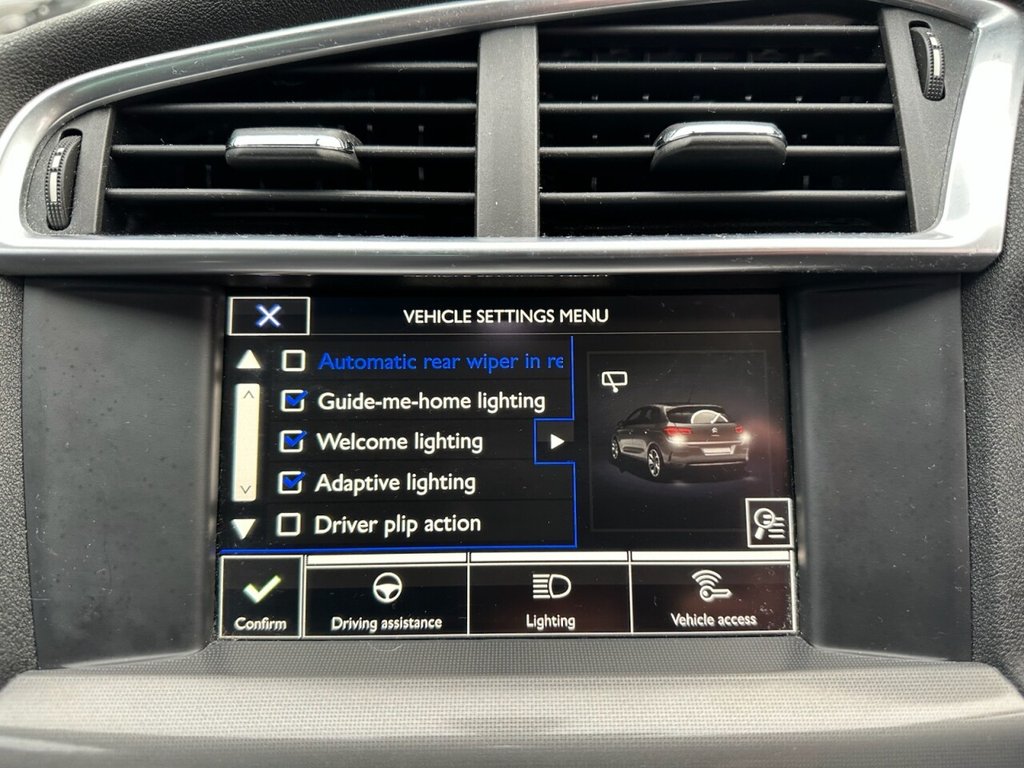 VEHICLE SETTINGS MENU
Automatic rear wiper in re
Guide-me-home lighting
Welcome lighting
Adaptive lighting
Driver plip action
Confirm
Driving assistance
Lighting
Vehicle access